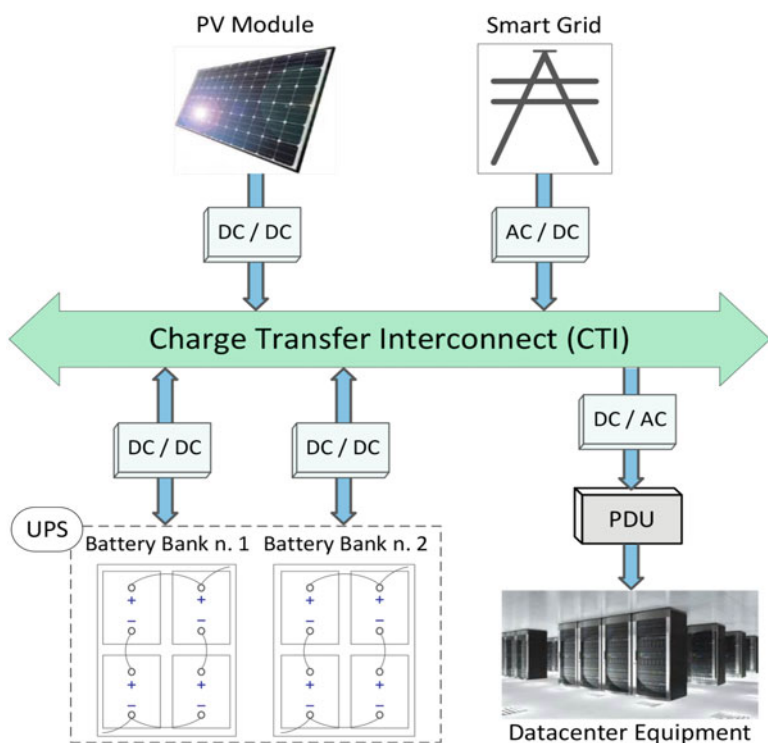 PV Module
Smart Grid
DC / DC
AC / DC
Charge Transfer Interconnect (CTI)
DC / DC
DC / DC
DC / AC
UPS
PDU
Battery Bank n. 1
Battery Bank n. 2
+ +
− −
+ +
− −
+ +
− −
+ +
− −
Datacenter Equipment